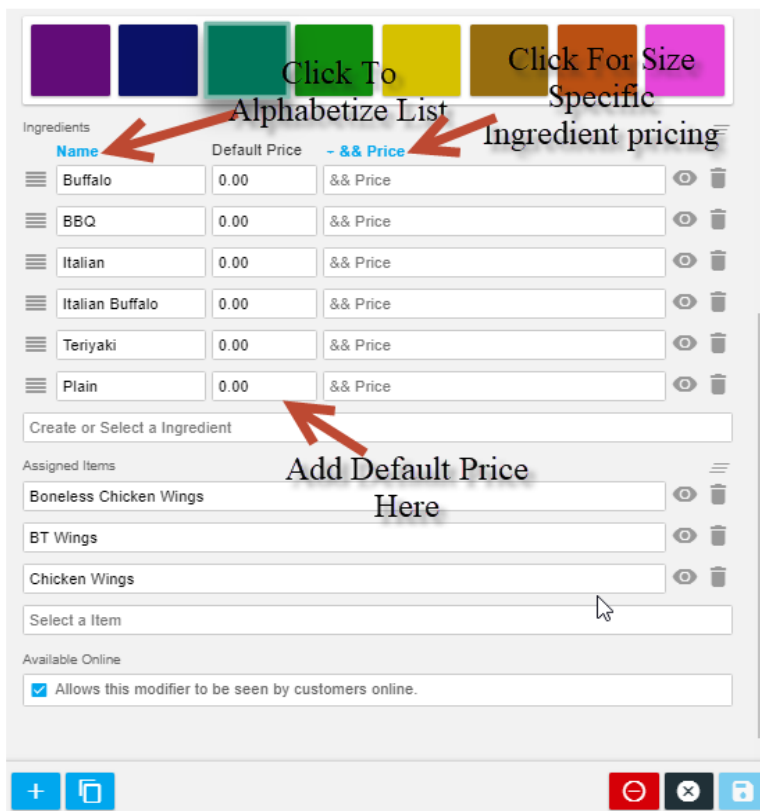 Click To
Alphabetize List
Click For Size
Specific
Ingredient pricing
Ingredients
Name Default Price - && Price
Buffalo 0.00 && Price
BBQ 0.00 && Price
Italian 0.00 && Price
Italian Buffalo 0.00 && Price
Teriyaki 0.00 && Price
Plain 0.00 && Price
Create or Select a Ingredient
Add Default Price
Here
Assigned Items
Boneless Chicken Wings
BT Wings
Chicken Wings
Select a Item
Available Online
Allows this modifier to be seen by customers online.